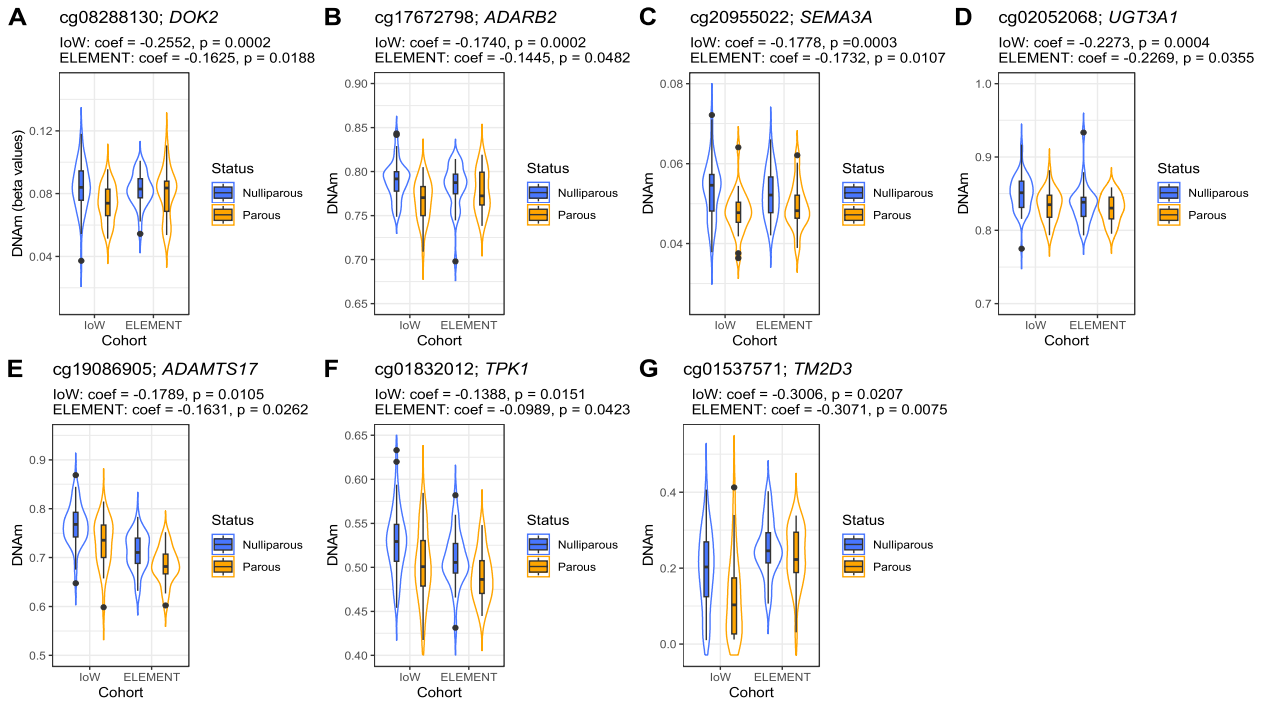 A cg08288130; DOK2
IoW: coef = -0.2552, p = 0.0002
ELEMENT: coef = -0.1625, p = 0.0188
DNAm (beta values)
0.12
0.08
0.04
IoW ELEMENT
Cohort
Status
Nulliparous
Parous
B cg17672798; ADARB2
IoW: coef = -0.1740, p = 0.0002
ELEMENT: coef = -0.1445, p = 0.0482
DNAm
0.90
0.85
0.80
0.75
0.70
0.65
IoW ELEMENT
Cohort
Status
Nulliparous
Parous
C cg20955022; SEMA3A
IoW: coef = -0.1778, p =0.0003
ELEMENT: coef = -0.1732, p = 0.0107
DNAm
0.08
0.06
0.04
IoW ELEMENT
Cohort
Status
Nulliparous
Parous
D cg02052068; UGT3A1
IoW: coef = -0.2273, p = 0.0004
ELEMENT: coef = -0.2269, p = 0.0355
DNAm
1.0
0.9
0.8
0.7
IoW ELEMENT
Cohort
Status
Nulliparous
Parous
E cg19086905; ADAMTS17
IoW: coef = -0.1789, p = 0.0105
ELEMENT: coef = -0.1631, p = 0.0262
DNAm
0.9
0.8
0.7
0.6
0.5
IoW ELEMENT
Cohort
Status
Nulliparous
Parous
F cg01832012; TPK1
IoW: coef = -0.1388, p = 0.0151
ELEMENT: coef = -0.0989, p = 0.0423
DNAm
0.65
0.60
0.55
0.50
0.45
0.40
IoW ELEMENT
Cohort
Status
Nulliparous
Parous
G cg01537571; TM2D3
IoW: coef = -0.3006, p = 0.0207
ELEMENT: coef = -0.3071, p = 0.0075
DNAm
0.4
0.2
0.0
IoW ELEMENT
Cohort
Status
Nulliparous
Parous